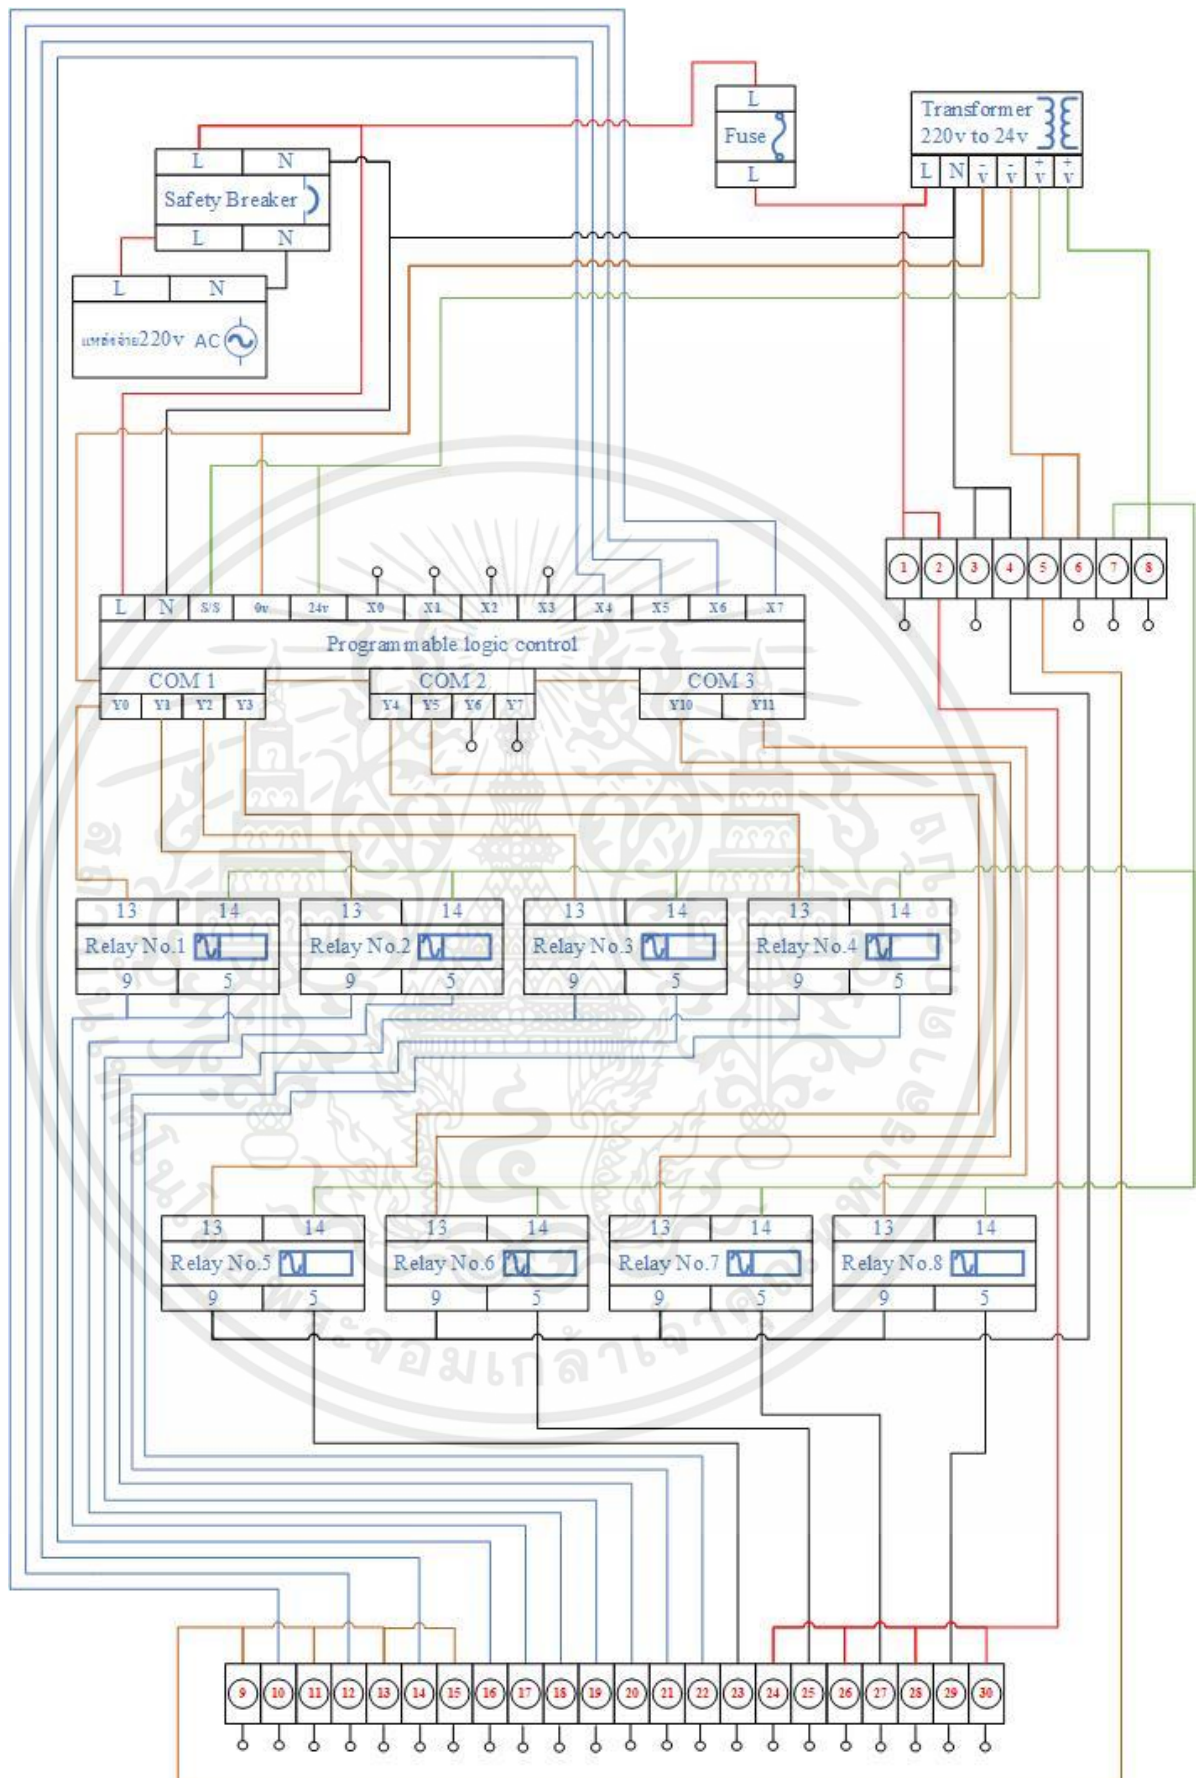 L
Fuse
L
Transformer
220v to 24v
L N -v -v +v +v
L N
Safety Breaker
L N
L N
แหล่งจ่าย220v AC
1 2 3 4 5 6 7 8
L N S/S 0v 24v X0 X1 X2 X3 X4 X5 X6 X7
Programmable logic control
COM 1 COM 2 COM 3
Y0 Y1 Y2 Y3 Y4 Y5 Y6 Y7 Y10 Y11
13 14 13 14 13 14 13 14
Relay No.1 Relay No.2 Relay No.3 Relay No.4
9 5 9 5 9 5 9 5
13 14 13 14 13 14 13 14
Relay No.5 Relay No.6 Relay No.7 Relay No.8
9 5 9 5 9 5 9 5
9 10 11 12 13 14 15 16 17 18 19 20 21 22 23 24 25 26 27 28 29 30